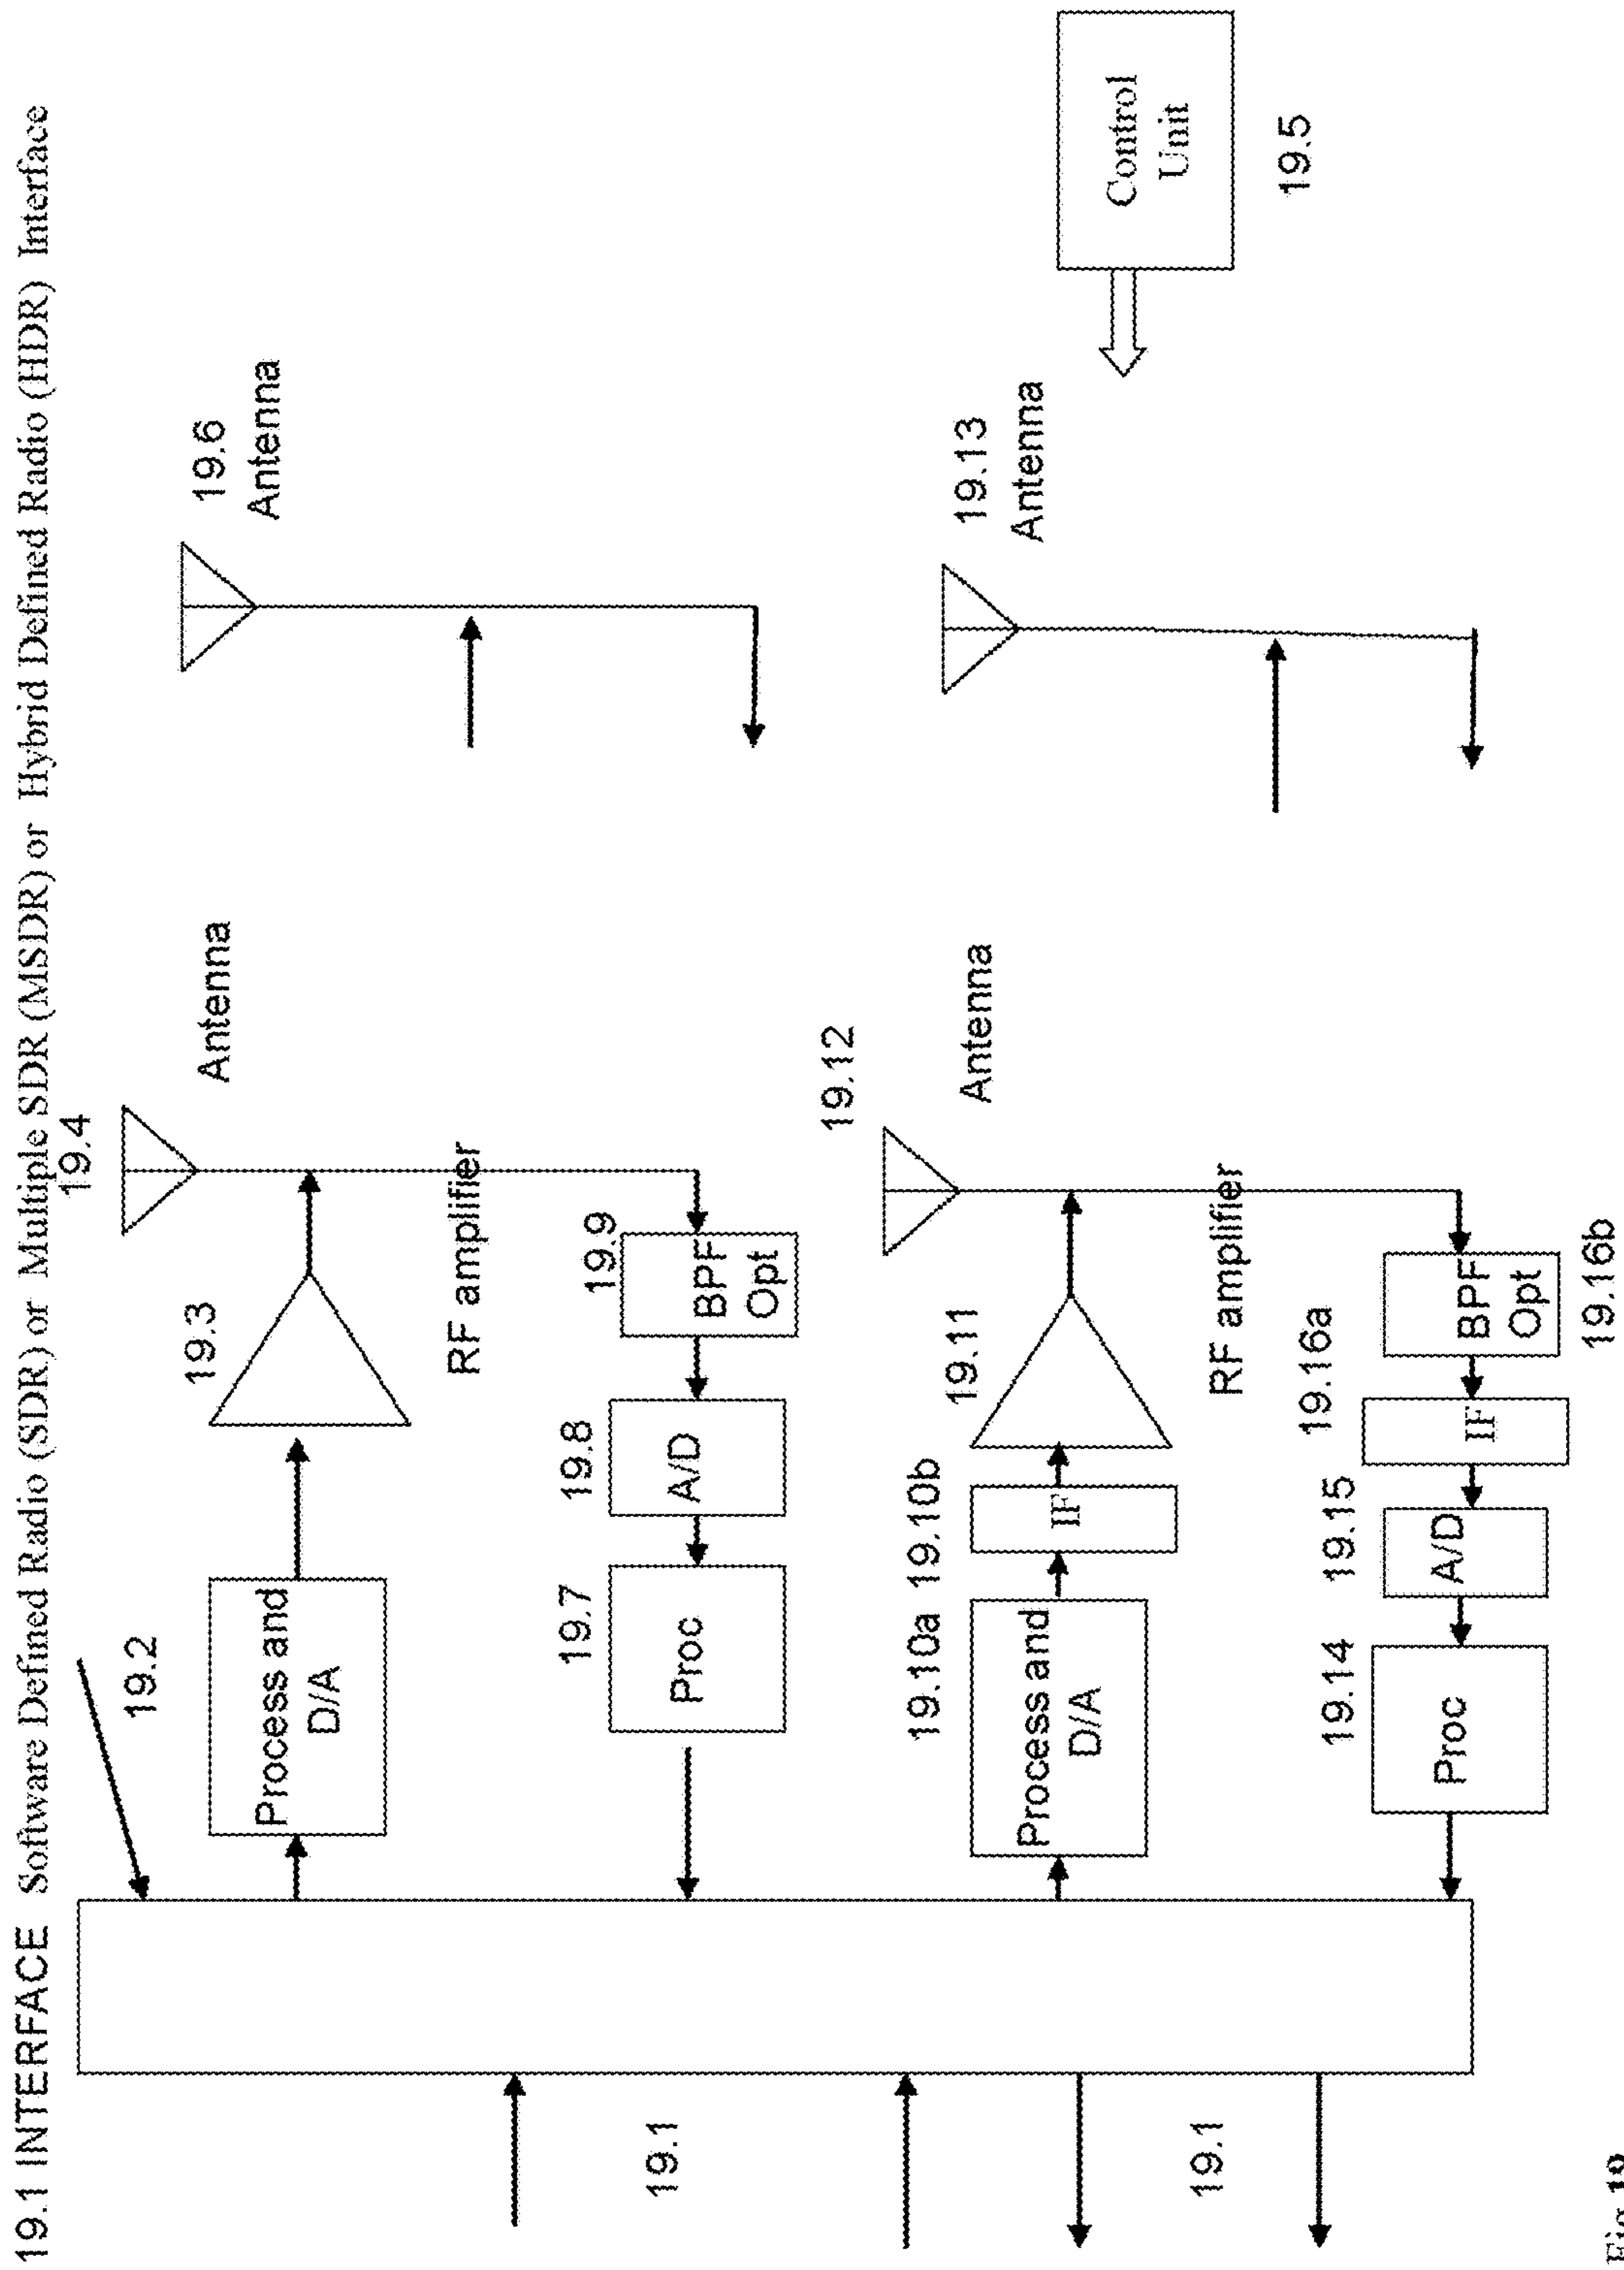 19.1 INTERFACE Software Defined Radio (SDR) or Multiple SDR (MSDR) or Hybrid Defined Radio (HDR) Interface
19.4
Antenna
19.6
Antenna
19.2
19.3
Process and
D/A
RF amplifier
19.7
19.8
19.9
Proc
A/D
BPF
Opt
19.1
19.12
Antenna
19.13
Antenna
19.10a
19.10b
19.11
Process and
D/A
IF
RF amplifier
Control
Unit
19.5
19.1
19.14
19.15
19.16a
Proc
A/D
IF
BPF
Opt
19.16b
Fig 19